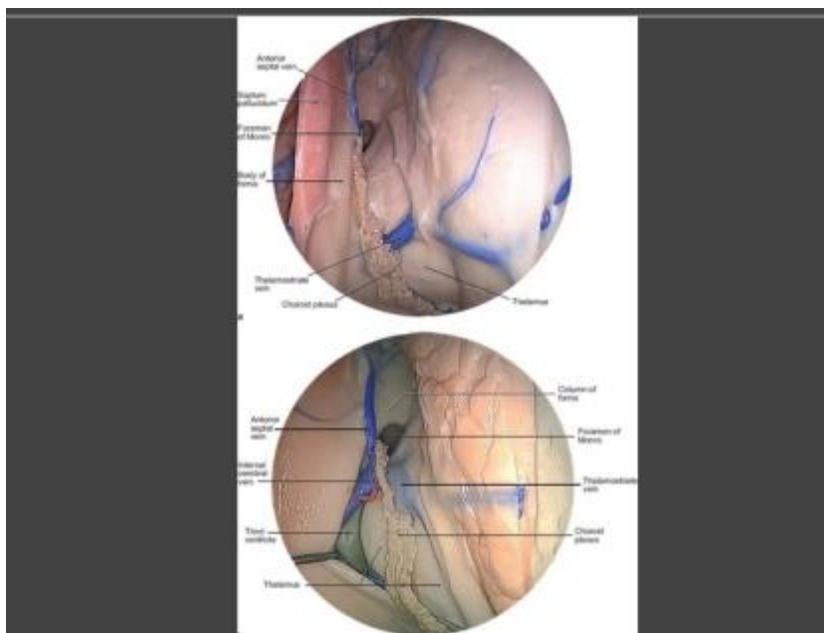 Anterior
septal vein
Septum
pellucidum
Foramen
of Monro
Body of
fornix
Thalamostriate
vein
Choroid plexus
Thalamus
a
Column of
fornix
Anterior
septal
vein
Foramen of
Monro
Internal
cerebral
vein
Thalamostriate
vein
Third
ventricle
Choroid
plexus
Thalamus